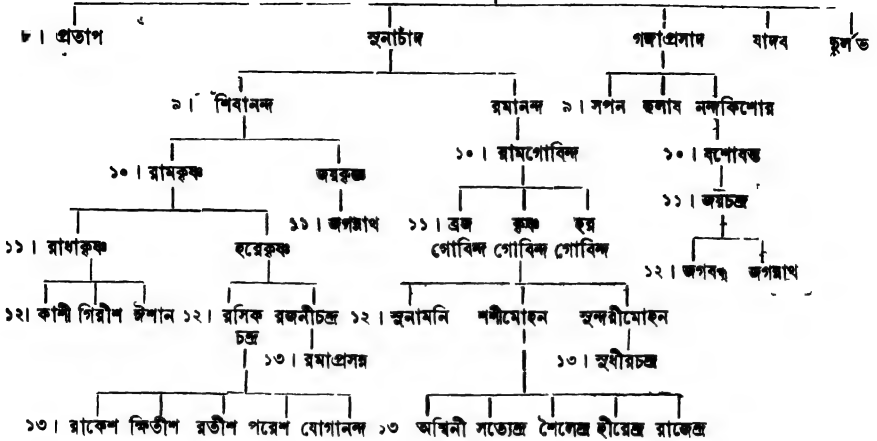 ৮। প্রতাপ সুনাচাঁদ গঙ্গাপ্রসাদ যাদব দুর্লভ
৯। শিবানন্দ রমানন্দ ৯। সপন দুলাব নন্দকিশোর
১০। রামকৃষ্ণ জয়কৃষ্ণ ১০। রামগোবিন্দ ১০। যশোবন্ত
১১। জগন্নাথ ১১। ব্রজ কৃষ্ণ হর ১১। জয়চন্দ্র
১১। রাধাকৃষ্ণ হরেকৃষ্ণ গোবিন্দ গোবিন্দ গোবিন্দ
১২। জগবন্ধু জগন্নাথ
১২। কাশী গিরীশ ঈশান ১২। রসিক রজনীচন্দ্র ১২। সুনামনি শশীমোহন সুন্দরীমোহন
চন্দ্র
১৩। রমাপ্রসন্ন ১৩। সুধীরচন্দ্র
১৩। রাকেশ ক্ষিতীশ ব্রতীশ পরেশ যোগানন্দ ১৩ অশ্বিনী সত্যেন্দ্র শৈলেন্দ্র হীরেন্দ্র রাজেন্দ্র